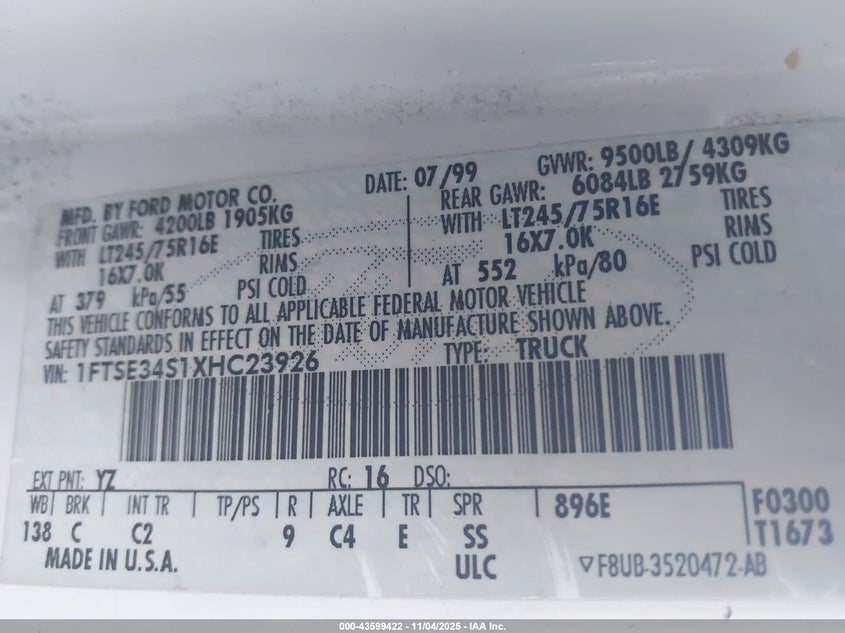 MFD. BY FORD MOTOR CO.
DATE: 07/99
GVWR: 9500LB/ 4309KG
FRONT GAWR: 4200LB 1905KG
REAR GAWR: 6084LB 2759KG
WITH LT245/75R16E TIRES
WITH LT245/75R16E TIRES
16X7.0K RIMS
16X7.0K RIMS
AT 379 kPa/55 PSI COLD
AT 552 kPa/80 PSI COLD
THIS VEHICLE CONFORMS TO ALL APPLICABLE FEDERAL MOTOR VEHICLE
SAFETY STANDARDS IN EFFECT ON THE DATE OF MANUFACTURE SHOWN ABOVE.
VIN: 1FTSE34S1XHC23926
TYPE: TRUCK
EXT PNT: YZ RC: 16 DSO:
WB BRK INT TR TP/PS R AXLE TR SPR 896E F0300
138 C C2 9 C4 E SS T1673
MADE IN U.S.A. ULC F8UB-3520472-AB
000-43599422 - 11/04/2025 - IAA Inc.